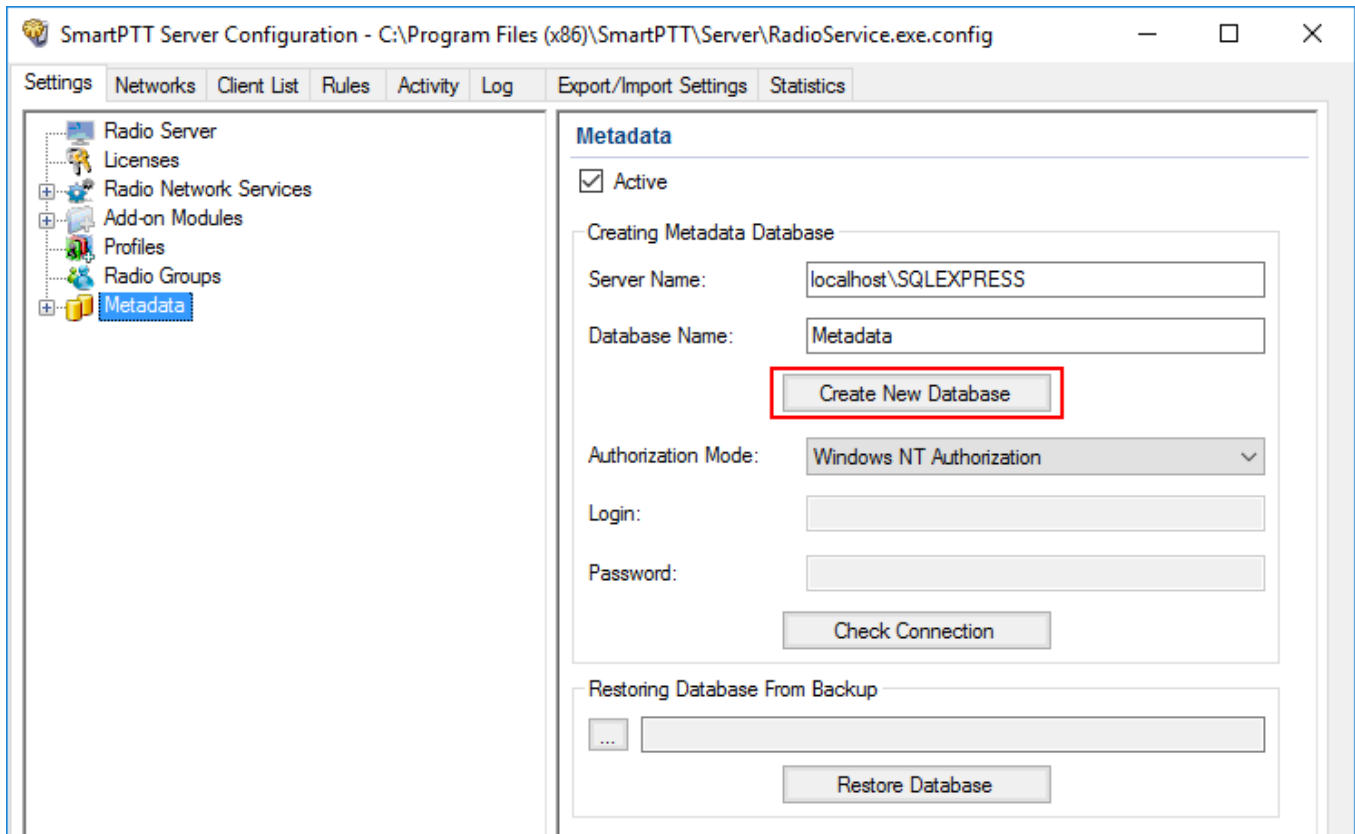 SmartPTT Server Configuration - C:\Program Files (x86)\SmartPTT\Server\RadioService.exe.config
Settings Networks Client List Rules Activity Log Export/Import Settings Statistics
Radio Server
Licenses
Radio Network Services
Add-on Modules
Profiles
Radio Groups
Metadata
Metadata
Active
Creating Metadata Database
Server Name: localhost\SQLEXPRESS
Database Name: Metadata
Create New Database
Authorization Mode: Windows NT Authorization
Login:
Password:
Check Connection
Restoring Database From Backup
...
Restore Database